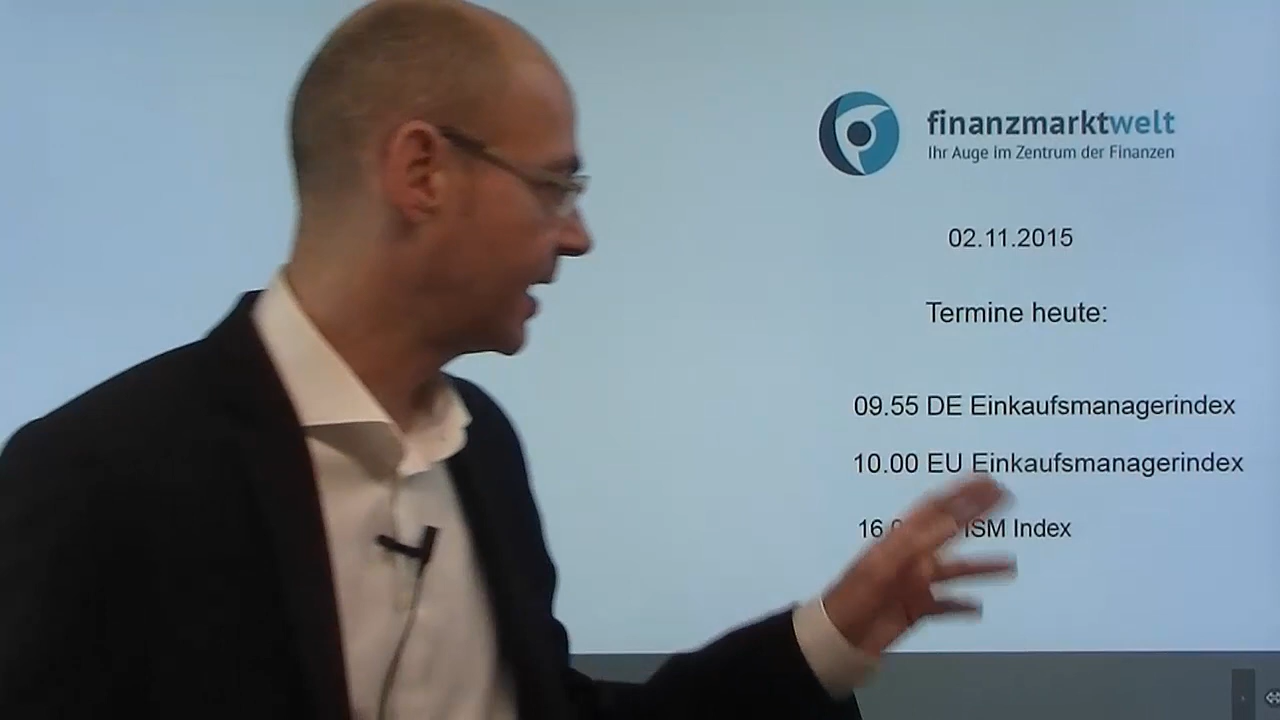 finanzmarktwelt
Ihr Auge im Zentrum der Finanzen
02.11.2015
Termine heute:
09.55 DE Einkaufsmanagerindex
10.00 EU Einkaufsmanagerindex
ISM Index